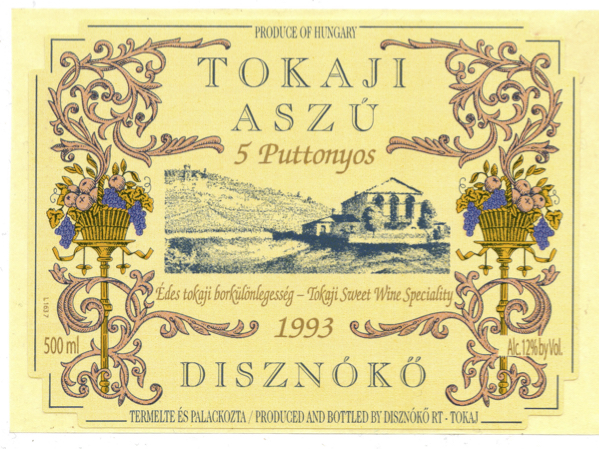 PRODUCE OF HUNGARY
TOKAJI
ASZÚ
5 Puttonyos
Édes tokaji borkülönlegesség – Tokaji Sweet Wine Speciality
1993
L1637
500 ml
Alc. 12% by Vol.
DISZNÓKŐ
TERMELTE ÉS PALACKOZTA / PRODUCED AND BOTTLED BY DISZNÓKŐ RT - TOKAJ